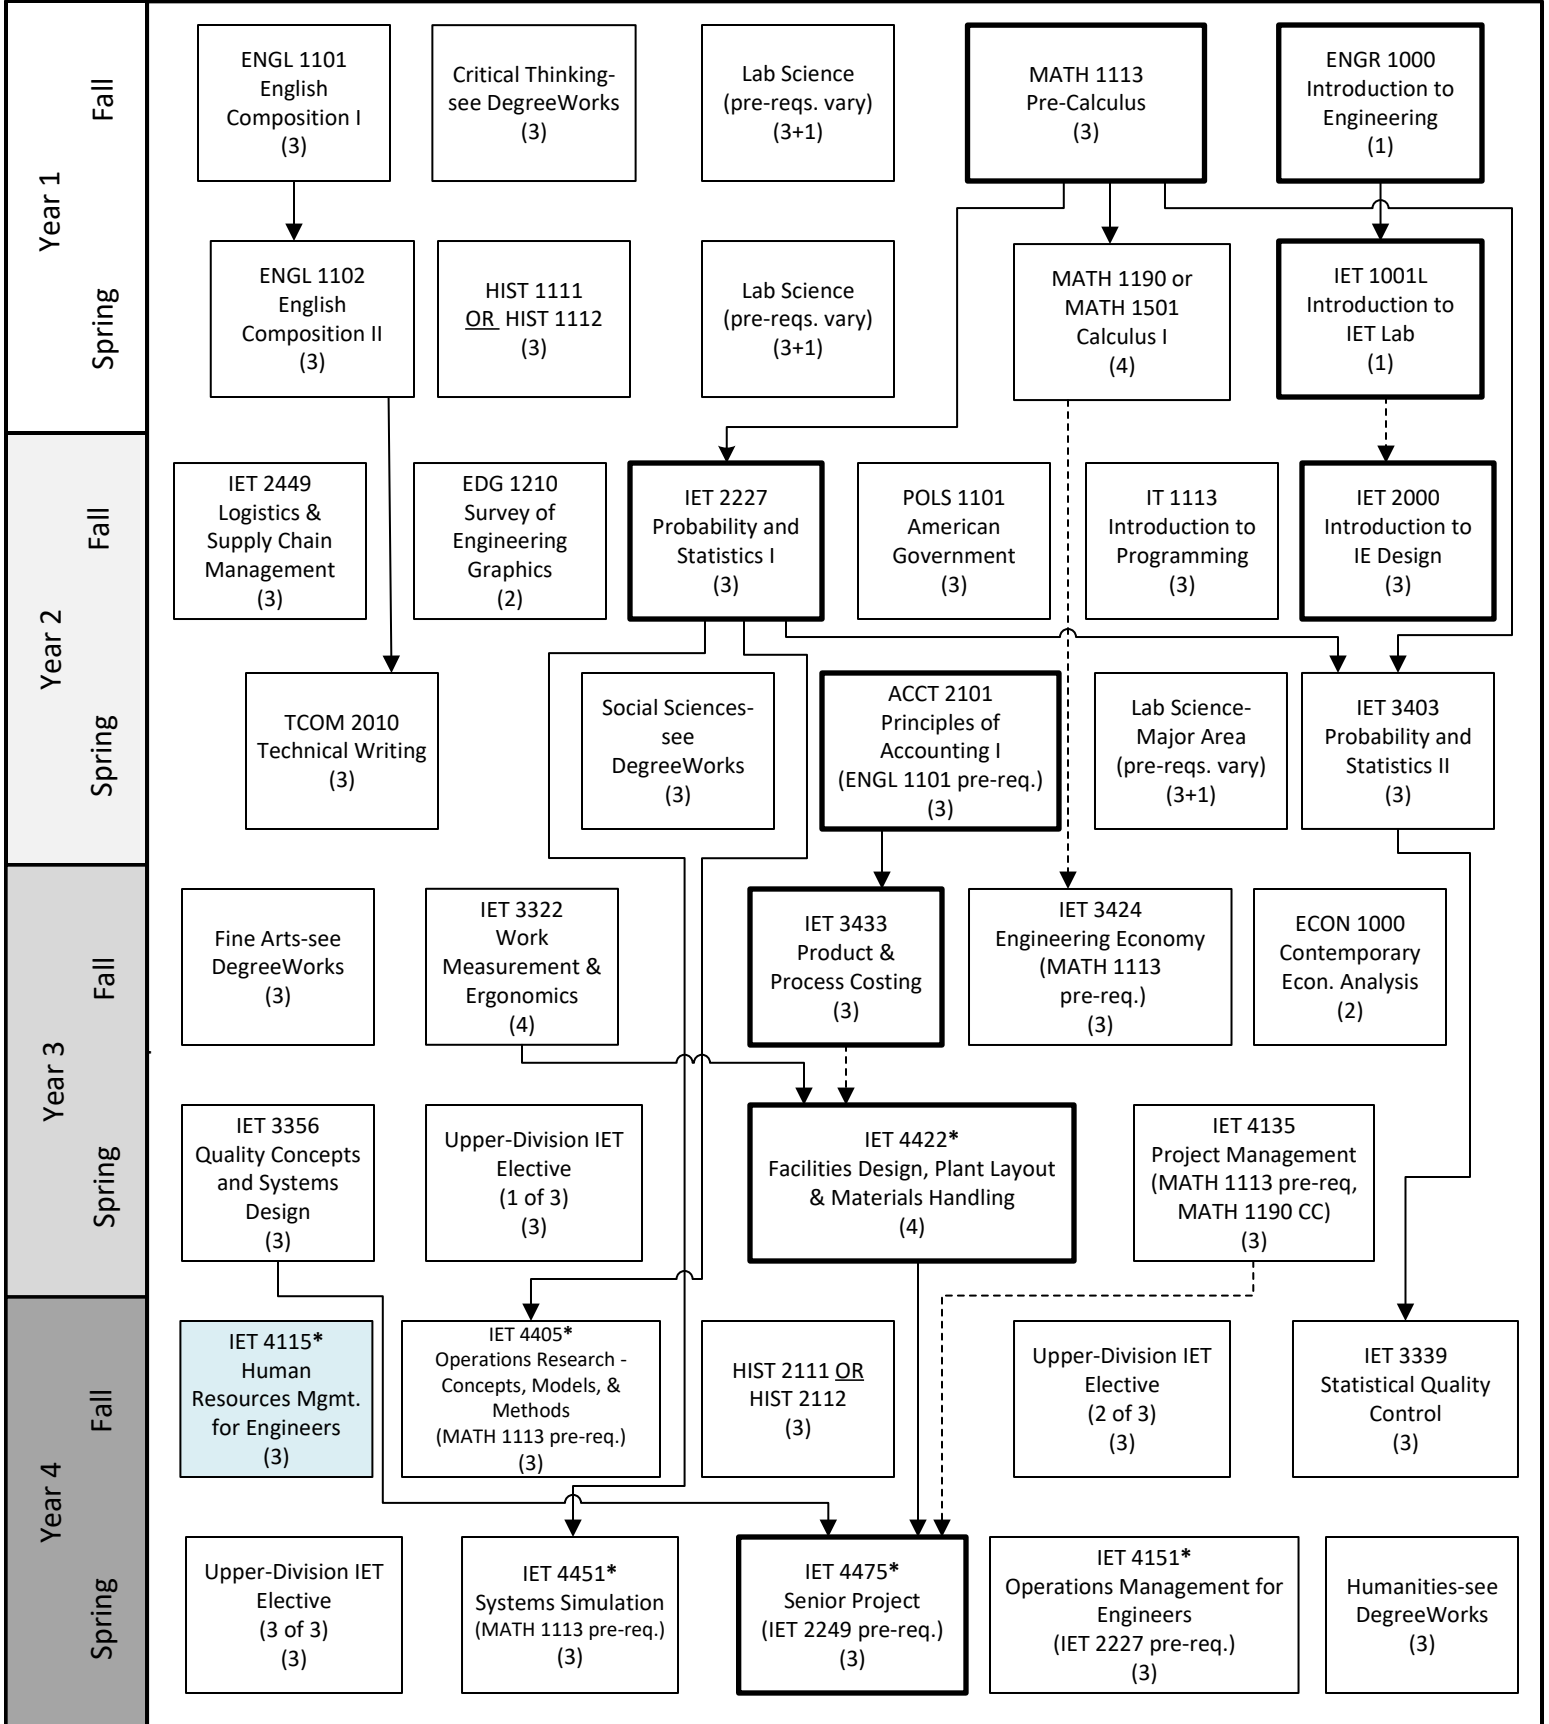 Year 1
Fall
ENGL 1101
English
Composition I
(3)
Critical Thinking-
see DegreeWorks
(3)
Lab Science
(pre-reqs. vary)
(3+1)
MATH 1113
Pre-Calculus
(3)
ENGR 1000
Introduction to
Engineering
(1)
Spring
ENGL 1102
English
Composition II
(3)
HIST 1111
OR HIST 1112
(3)
Lab Science
(pre-reqs. vary)
(3+1)
MATH 1190 or
MATH 1501
Calculus I
(4)
IET 1001L
Introduction to
IET Lab
(1)
Year 2
Fall
IET 2449
Logistics &
Supply Chain
Management
(3)
EDG 1210
Survey of
Engineering
Graphics
(2)
IET 2227
Probability and
Statistics I
(3)
POLS 1101
American
Government
(3)
IT 1113
Introduction to
Programming
(3)
IET 2000
Introduction to
IE Design
(3)
Spring
TCOM 2010
Technical Writing
(3)
Social Sciences-
see
DegreeWorks
(3)
ACCT 2101
Principles of
Accounting I
(ENGL 1101 pre-req.)
(3)
Lab Science-
Major Area
(pre-reqs. vary)
(3+1)
IET 3403
Probability and
Statistics II
(3)
Year 3
Fall
Fine Arts-see
DegreeWorks
(3)
IET 3322
Work
Measurement &
Ergonomics
(4)
IET 3433
Product &
Process Costing
(3)
IET 3424
Engineering Economy
(MATH 1113
pre-req.)
(3)
ECON 1000
Contemporary
Econ. Analysis
(2)
Spring
IET 3356
Quality Concepts
and Systems
Design
(3)
Upper-Division IET
Elective
(1 of 3)
(3)
IET 4422*
Facilities Design, Plant Layout
& Materials Handling
(4)
IET 4135
Project Management
(MATH 1113 pre-req,
MATH 1190 CC)
(3)
Year 4
Fall
IET 4115*
Human
Resources Mgmt.
for Engineers
(3)
IET 4405*
Operations Research -
Concepts, Models, &
Methods
(MATH 1113 pre-req.)
(3)
HIST 2111 OR
HIST 2112
(3)
Upper-Division IET
Elective
(2 of 3)
(3)
IET 3339
Statistical Quality
Control
(3)
Spring
Upper-Division IET
Elective
(3 of 3)
(3)
IET 4451*
Systems Simulation
(MATH 1113 pre-req.)
(3)
IET 4475*
Senior Project
(IET 2249 pre-req.)
(3)
IET 4151*
Operations Management for
Engineers
(IET 2227 pre-req.)
(3)
Humanities-see
DegreeWorks
(3)